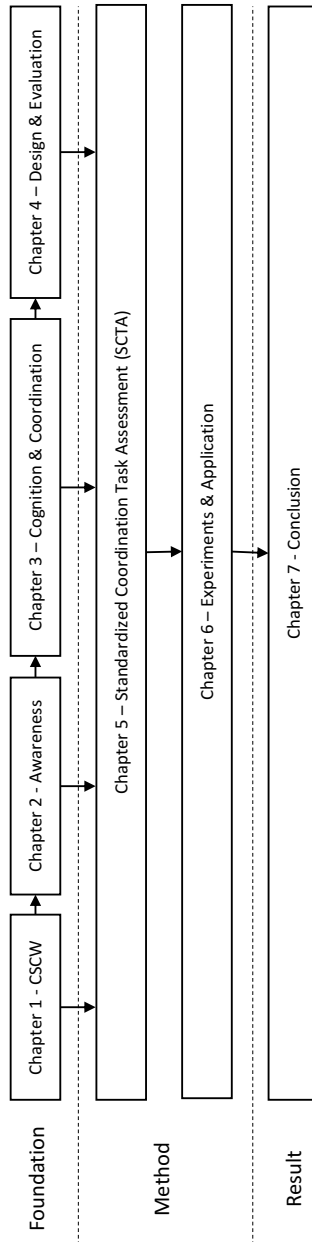 Foundation
Chapter 1 - CSCW
Chapter 2 - Awareness
Chapter 3 – Cognition & Coordination
Chapter 4 – Design & Evaluation
Method
Chapter 5 – Standardized Coordination Task Assessment (SCTA)
Chapter 6 – Experiments & Application
Result
Chapter 7 - Conclusion